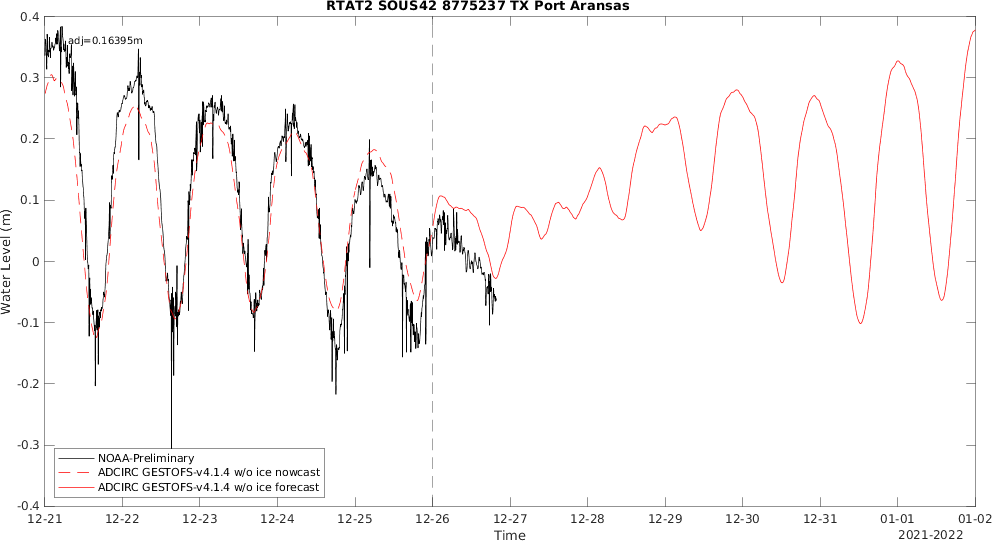 RTAT2 SOUS42 8775237 TX Port Aransas
adj=0.16395m
0.4
0.3
0.2
0.1
0
-0.1
-0.2
-0.3
-0.4
Water Level (m)
NOAA-Preliminary
ADCIRC GESTOFS-v4.1.4 w/o ice nowcast
ADCIRC GESTOFS-v4.1.4 w/o ice forecast
12-21 12-22 12-23 12-24 12-25 12-26 12-27 12-28 12-29 12-30 12-31 01-01 01-02
Time
2021-2022